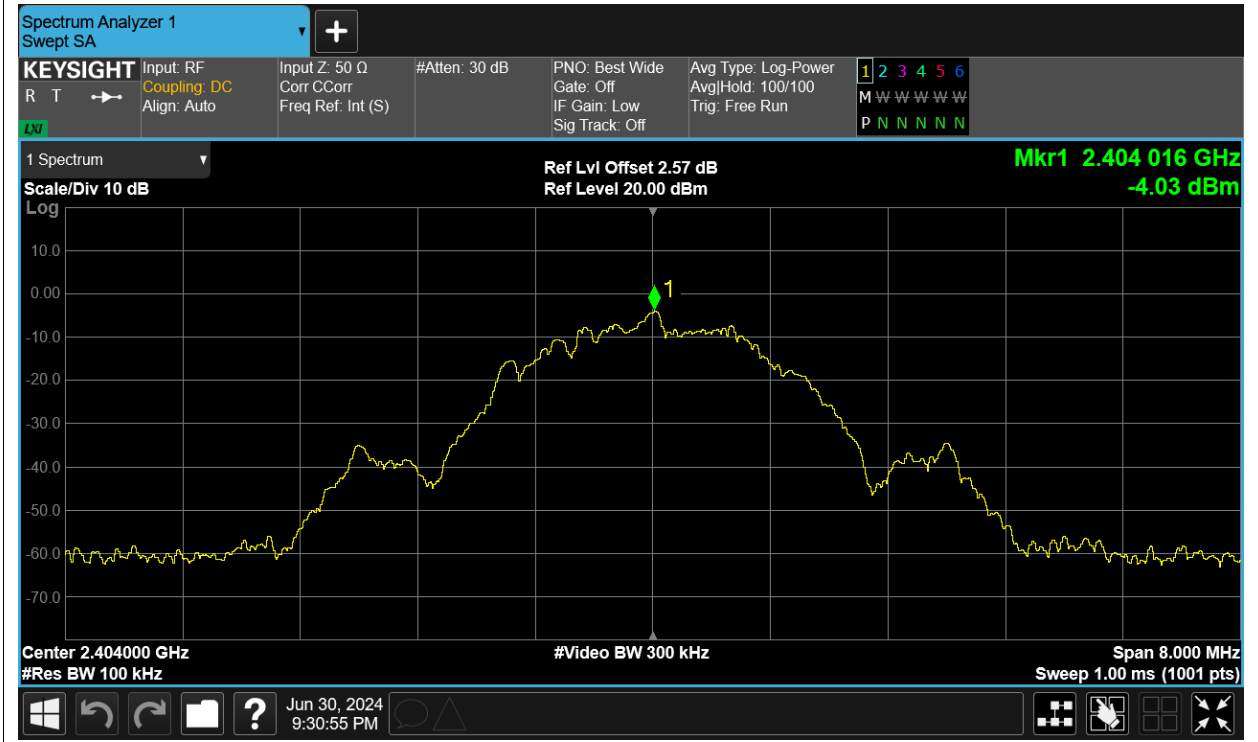 Spectrum Analyzer 1
Swept SA
KEYSIGHT
R T
LXI
Input: RF
Coupling: DC
Align: Auto
Input Z: 50 Ω
Corr CCorr
Freq Ref: Int (S)
#Atten: 30 dB
PNO: Best Wide
Gate: Off
IF Gain: Low
Sig Track: Off
Avg Type: Log-Power
Avg|Hold: 100/100
Trig: Free Run
1 2 3 4 5 6
M W W W W W
P N N N N N
1 Spectrum
Scale/Div 10 dB
Log
Ref Lvl Offset 2.57 dB
Ref Level 20.00 dBm
Mkr1 2.404 016 GHz
-4.03 dBm
10.0
0.00
1
-10.0
-20.0
-30.0
-40.0
-50.0
-60.0
-70.0
Center 2.404000 GHz
#Video BW 300 kHz
Span 8.000 MHz
#Res BW 100 kHz
Sweep 1.00 ms (1001 pts)
?
Jun 30, 2024
9:30:55 PM